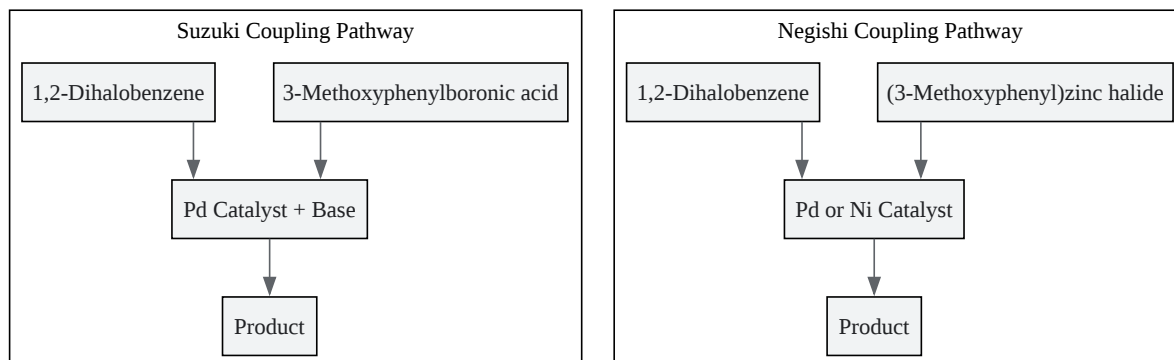 Suzuki Coupling Pathway
1,2-Dihalobenzene
3-Methoxyphenylboronic acid
Pd Catalyst + Base
Product
Negishi Coupling Pathway
1,2-Dihalobenzene
(3-Methoxyphenyl)zinc halide
Pd or Ni Catalyst
Product